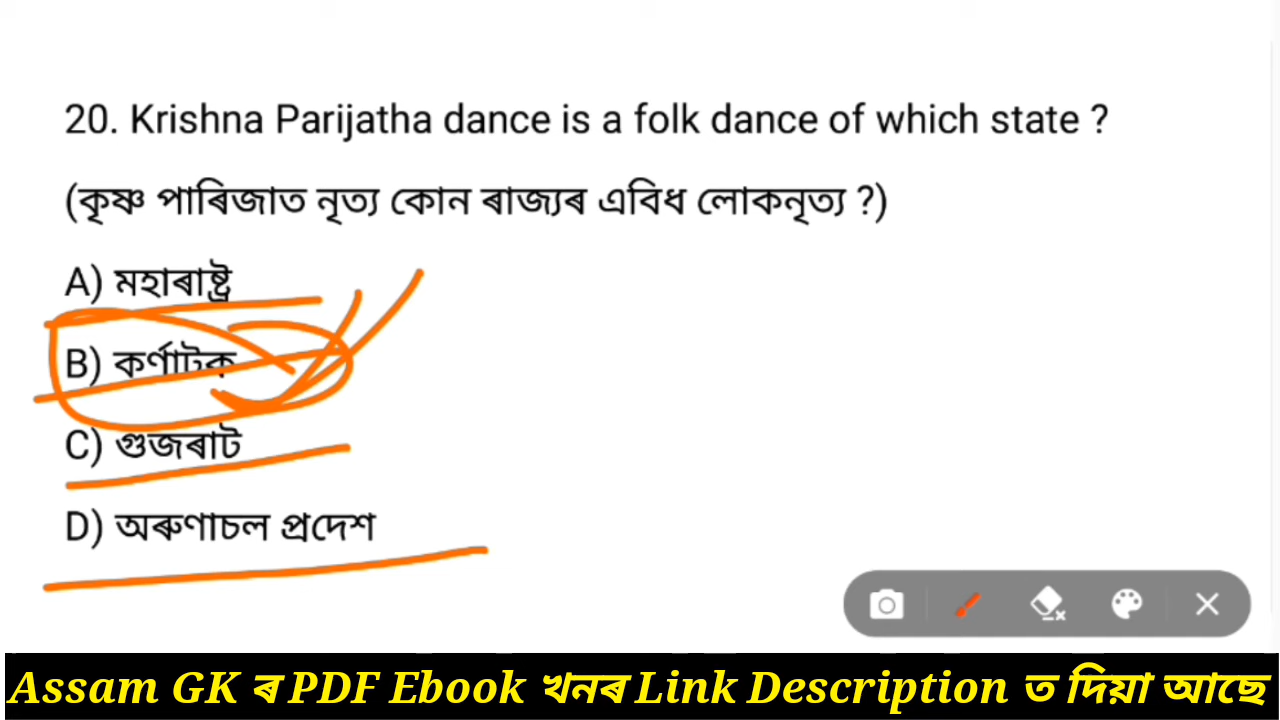 20. Krishna Parijatha dance is a folk dance of which state ?
(কৃষ্ণ পাৰিজাত নৃত্য কোন ৰাজ্যৰ এবিধ লোকনৃত্য ?)
A) মহাৰাষ্ট্ৰ
B) কৰ্ণাটক
C) গুজৰাট
D) অৰুণাচল প্ৰদেশ
Assam GK ৰ PDF Ebook খনৰ Link Description ত দিয়া আছে